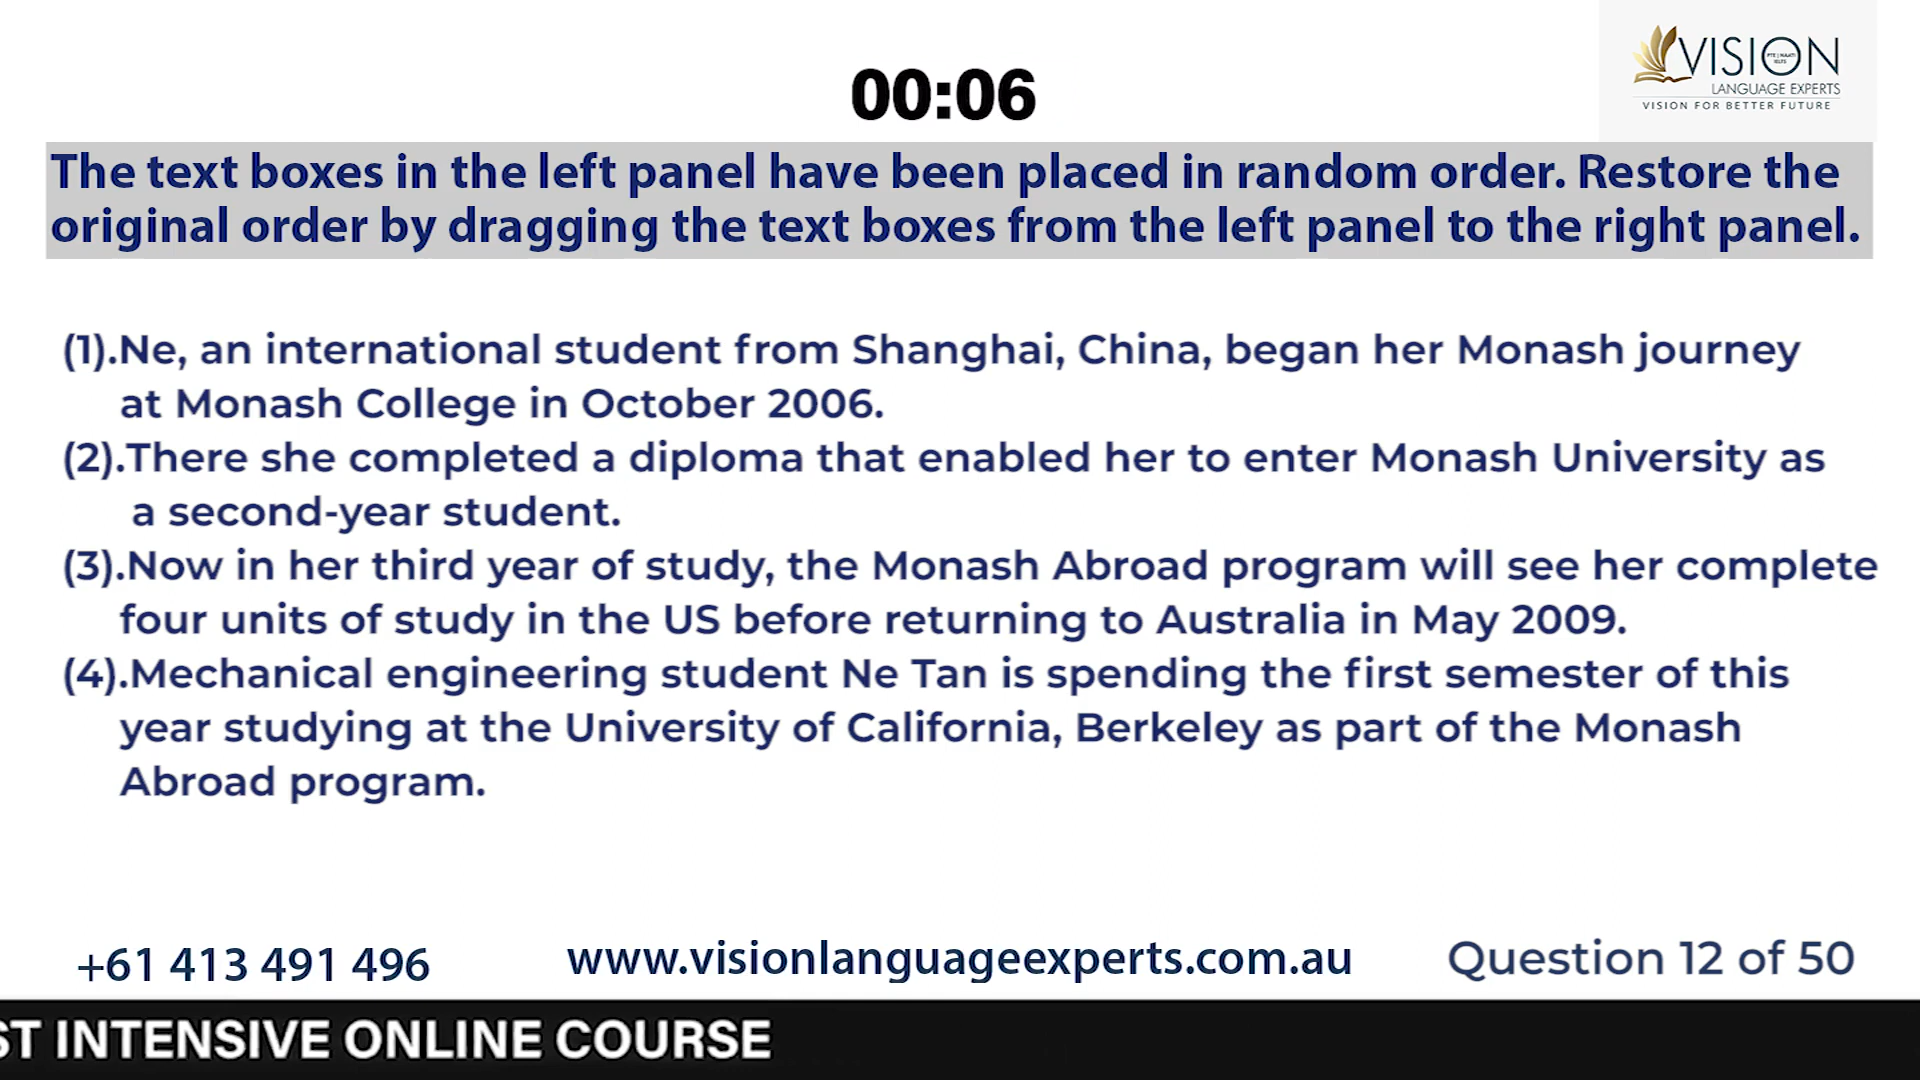 00:06
VISION
PTE | NAATI
IELTS
LANGUAGE EXPERTS
VISION FOR BETTER FUTURE
The text boxes in the left panel have been placed in random order. Restore the
original order by dragging the text boxes from the left panel to the right panel.
(1).Ne, an international student from Shanghai, China, began her Monash journey
at Monash College in October 2006.
(2).There she completed a diploma that enabled her to enter Monash University as
a second-year student.
(3).Now in her third year of study, the Monash Abroad program will see her complete
four units of study in the US before returning to Australia in May 2009.
(4).Mechanical engineering student Ne Tan is spending the first semester of this
year studying at the University of California, Berkeley as part of the Monash
Abroad program.
+61 413 491 496
www.visionlanguageexperts.com.au
Question 12 of 50
ST INTENSIVE ONLINE COURSE